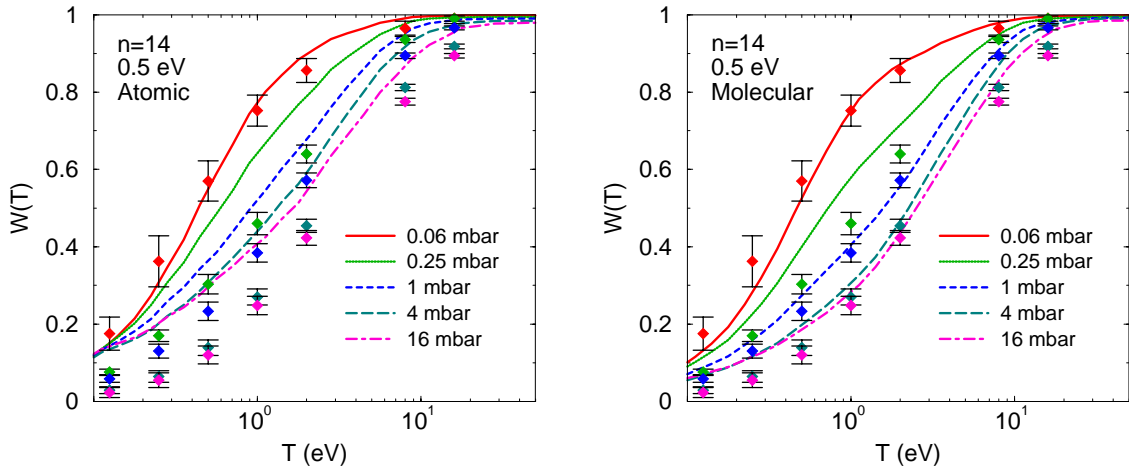 n=14
0.5 eV
Atomic
W(T)
1
0.8
0.6
0.4
0.2
0
0.06 mbar
0.25 mbar
1 mbar
4 mbar
16 mbar
10^0
10^1
T (eV)
n=14
0.5 eV
Molecular
W(T)
1
0.8
0.6
0.4
0.2
0
0.06 mbar
0.25 mbar
1 mbar
4 mbar
16 mbar
10^0
10^1
T (eV)